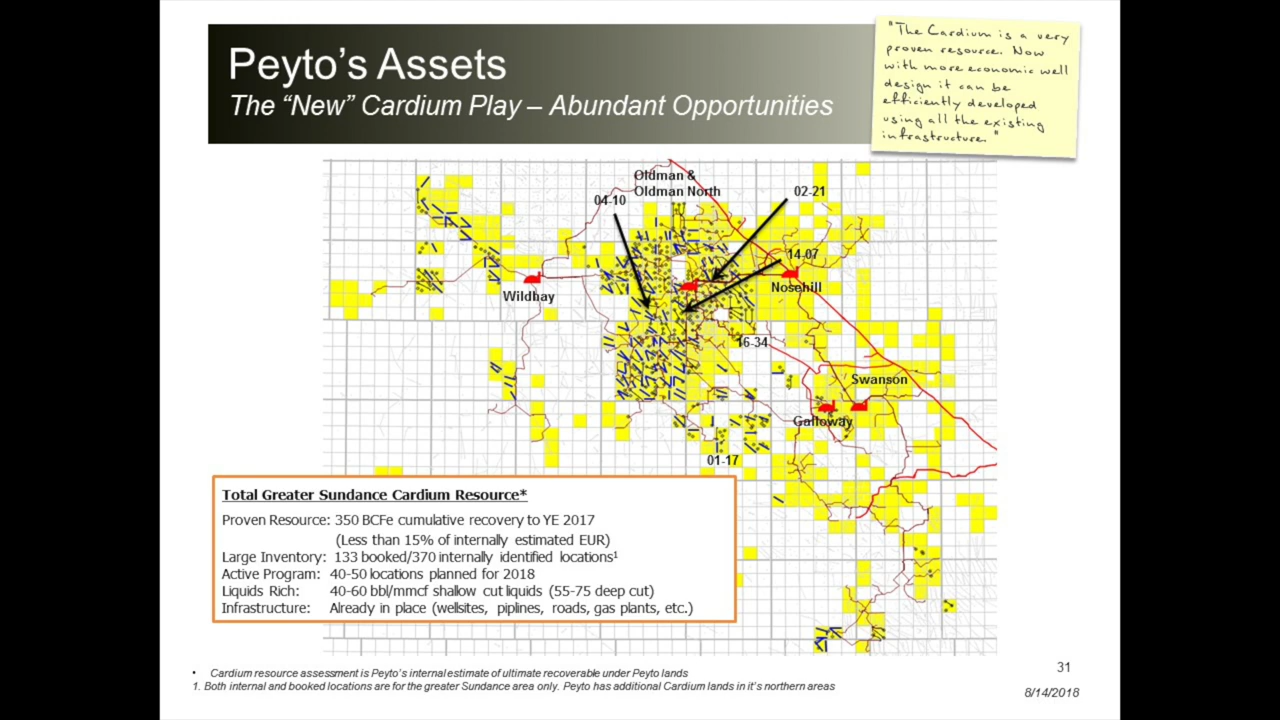 Peyto's Assets
The "New" Cardium Play – Abundant Opportunities
"The Cardium is a very
proven resource. Now
with more economic well
design it can be
efficiently developed
using all the existing
infrastructure."
Oldman &
Oldman North
04-10
02-21
14-07
Nosehill
Wildhay
16-34
Swanson
Galloway
01-17
Total Greater Sundance Cardium Resource*
Proven Resource: 350 BCFe cumulative recovery to YE 2017
(Less than 15% of internally estimated EUR)
Large Inventory: 133 booked/370 internally identified locations¹
Active Program: 40-50 locations planned for 2018
Liquids Rich: 40-60 bbl/mmcf shallow cut liquids (55-75 deep cut)
Infrastructure: Already in place (wellsites, piplines, roads, gas plants, etc.)
• Cardium resource assessment is Peyto's internal estimate of ultimate recoverable under Peyto lands
1. Both internal and booked locations are for the greater Sundance area only. Peyto has additional Cardium lands in it's northern areas
31
8/14/2018